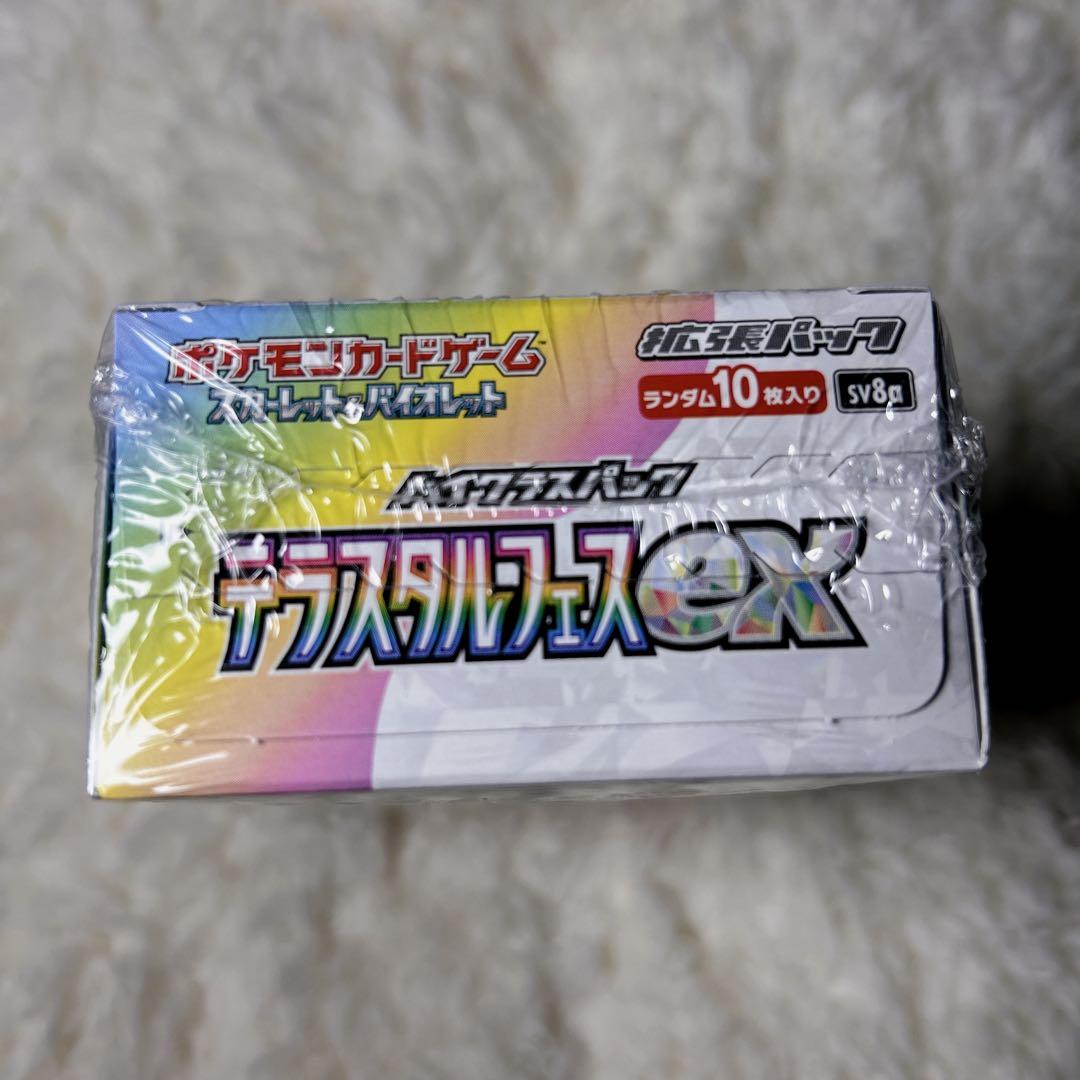 ポケモンカードゲーム™
スカーレット&バイオレット
拡張パック
ランダム10枚入り
SV8a
ハイクラスパック
テラスタルフェスex